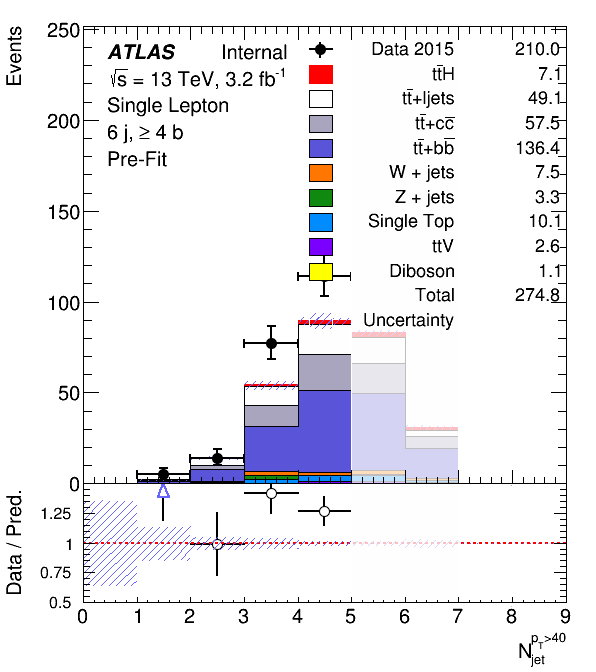 Events
250
200
150
100
50
0
ATLAS Internal
√s = 13 TeV, 3.2 fb⁻¹
Single Lepton
6 j, ≥ 4 b
Pre-Fit
Data 2015 210.0
tt̄H 7.1
tt̄+ljets 49.1
tt̄+cc̄ 57.5
tt̄+bb̄ 136.4
W + jets 7.5
Z + jets 3.3
Single Top 10.1
ttV 2.6
Diboson 1.1
Total 274.8
Uncertainty
Data / Pred.
1.25
1
0.75
0.5
0 1 2 3 4 5 6 7 8 9
N_jet^{p_T>40}